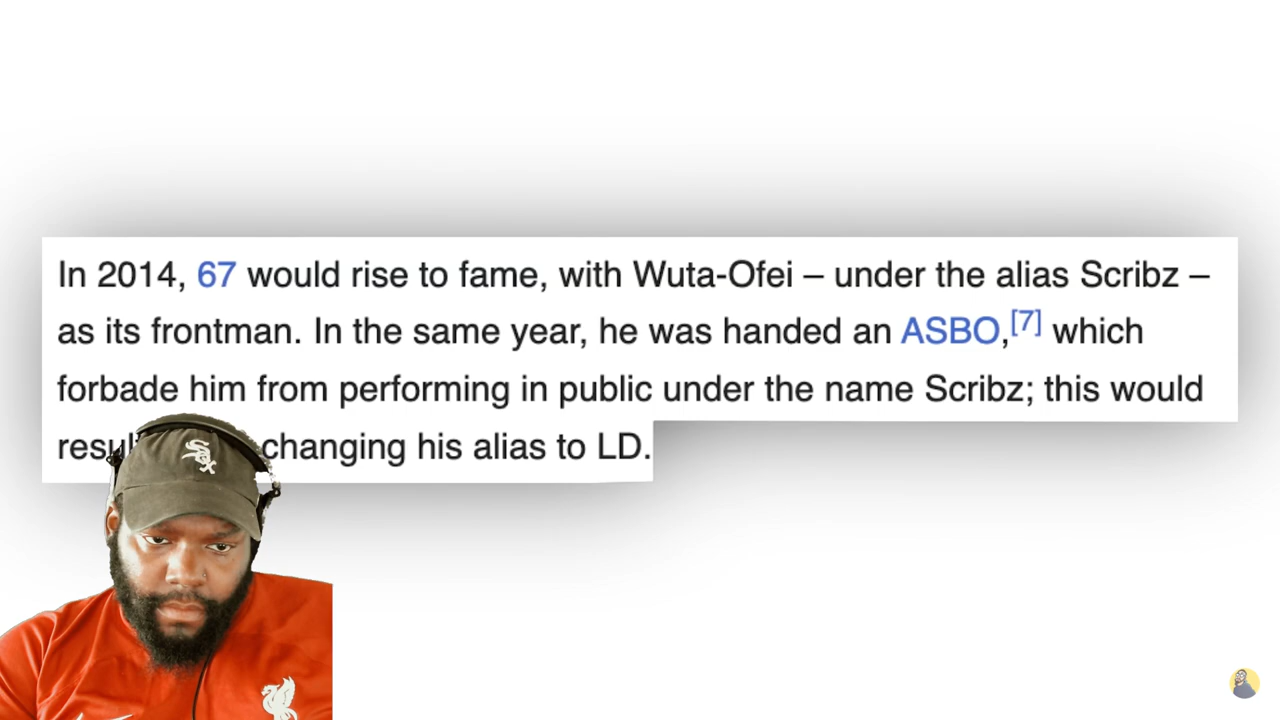 In 2014, 67 would rise to fame, with Wuta-Ofei – under the alias Scribz –
as its frontman. In the same year, he was handed an ASBO,[7] which
forbade him from performing in public under the name Scribz; this would
changing his alias to LD.
Sox